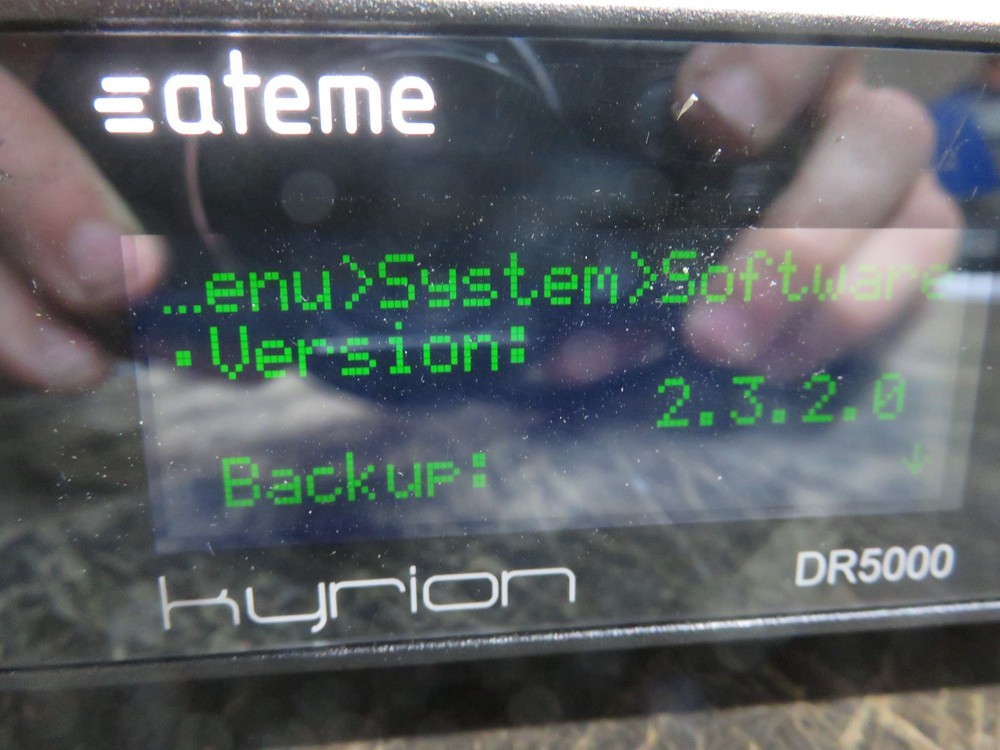 ateme
...enu>System>Software
·Version:
2.3.2.0
Backup:
↓
kyrion
DR5000